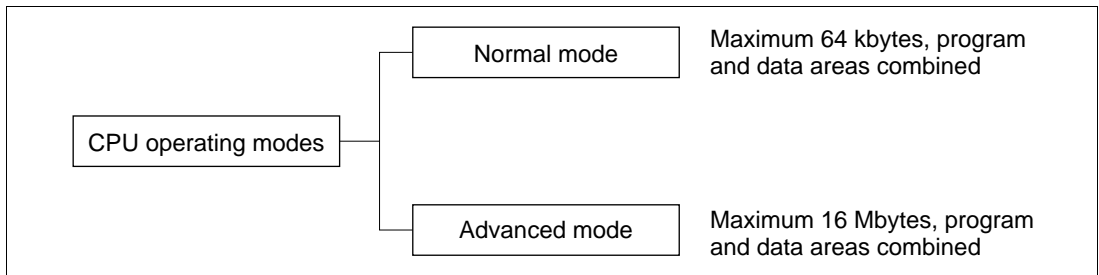 CPU operating modes
Normal mode
Maximum 64 kbytes, program
and data areas combined
Advanced mode
Maximum 16 Mbytes, program
and data areas combined